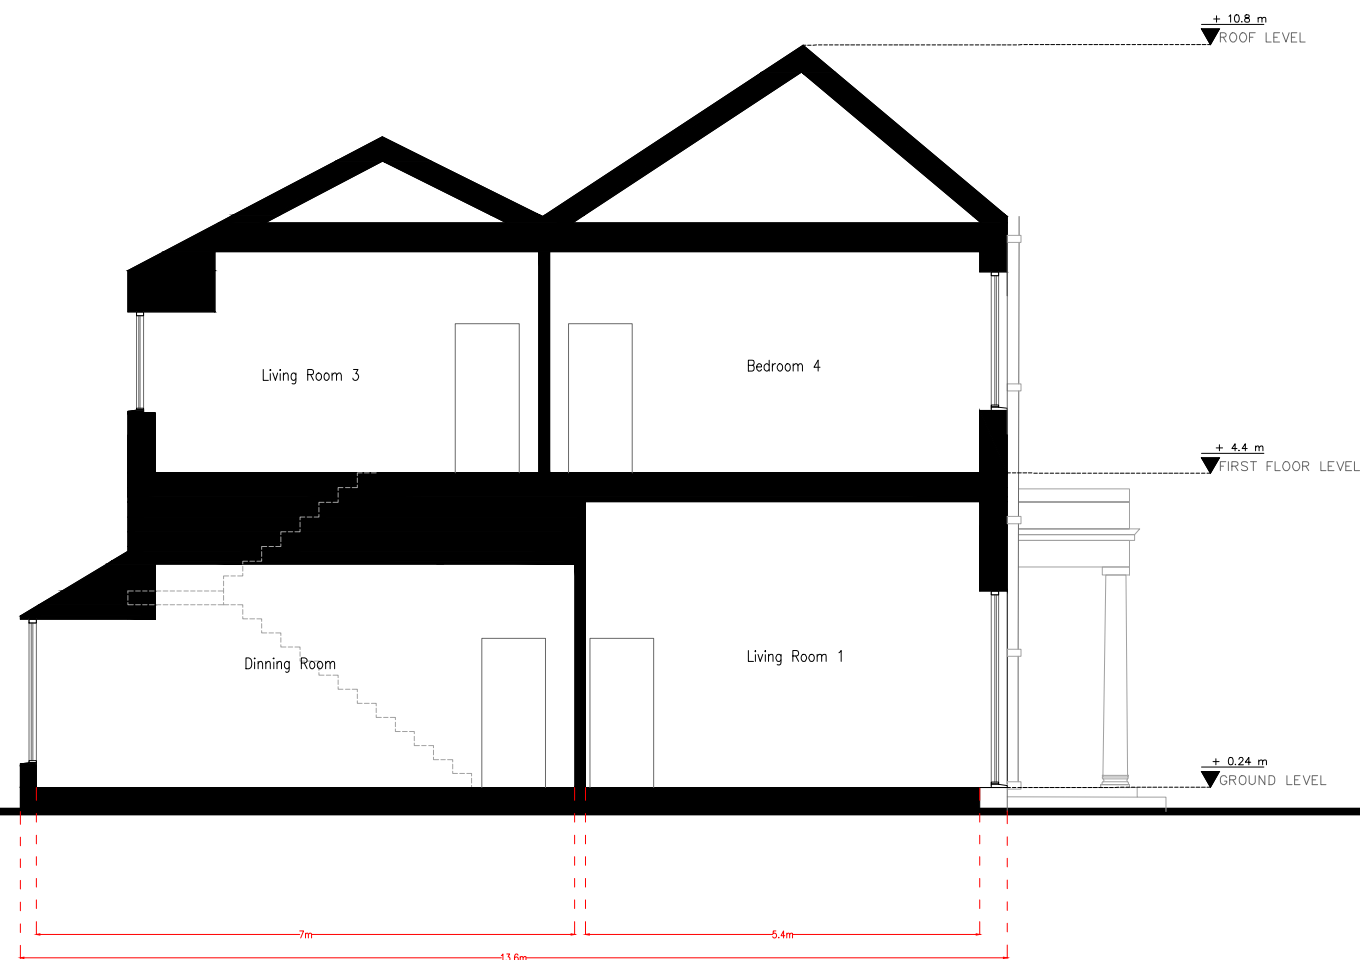 + 10.8 m
ROOF LEVEL
Living Room 3
Bedroom 4
+ 4.4 m
FIRST FLOOR LEVEL
Dinning Room
Living Room 1
+ 0.24 m
GROUND LEVEL
7m
5.4m
13.6m